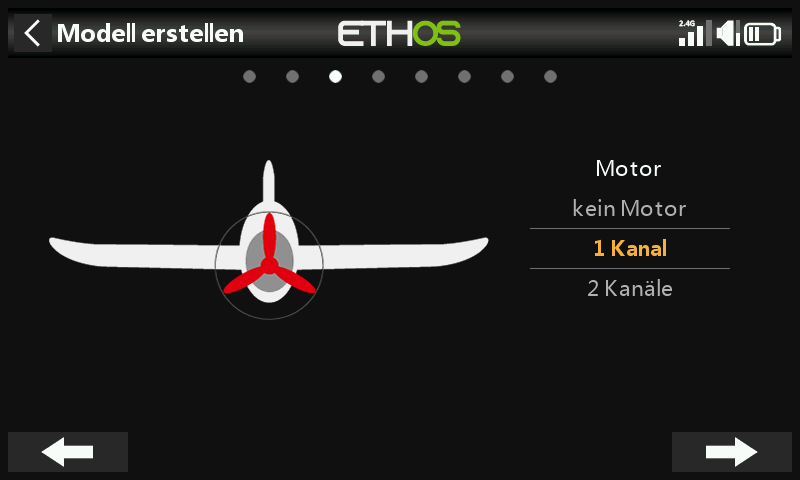 Modell erstellen
ETHOS
2.4G
Motor
kein Motor
1 Kanal
2 Kanäle